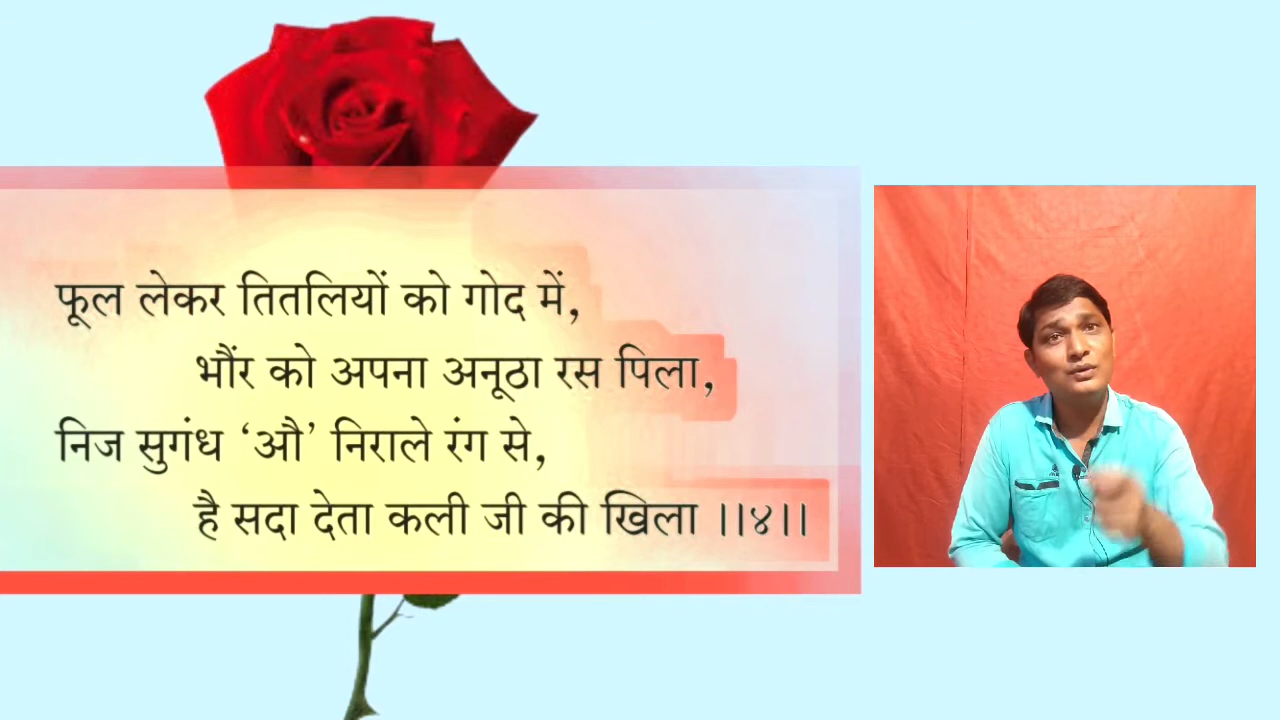 फूल लेकर तितलियों को गोद में,
भौंर को अपना अनूठा रस पिला,
निज सुगंध ‘औ’ निराले रंग से,
है सदा देता कली जी की खिला ।।४।।